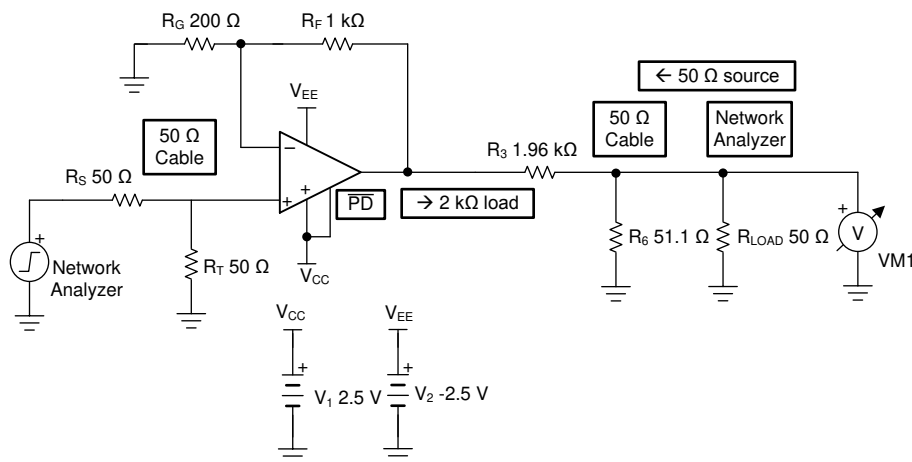 R_G 200 Ω
R_F 1 kΩ
V_EE
← 50 Ω source
50 Ω
Cable
50 Ω
Cable
Network
Analyzer
R_S 50 Ω
−
+
+
P̅D̅
R_3 1.96 kΩ
→ 2 kΩ load
+
Network
Analyzer
R_T 50 Ω
V_CC
R_6 51.1 Ω
R_LOAD 50 Ω
+
V
VM1
V_CC
V_EE
+
+
V_1 2.5 V
V_2 -2.5 V